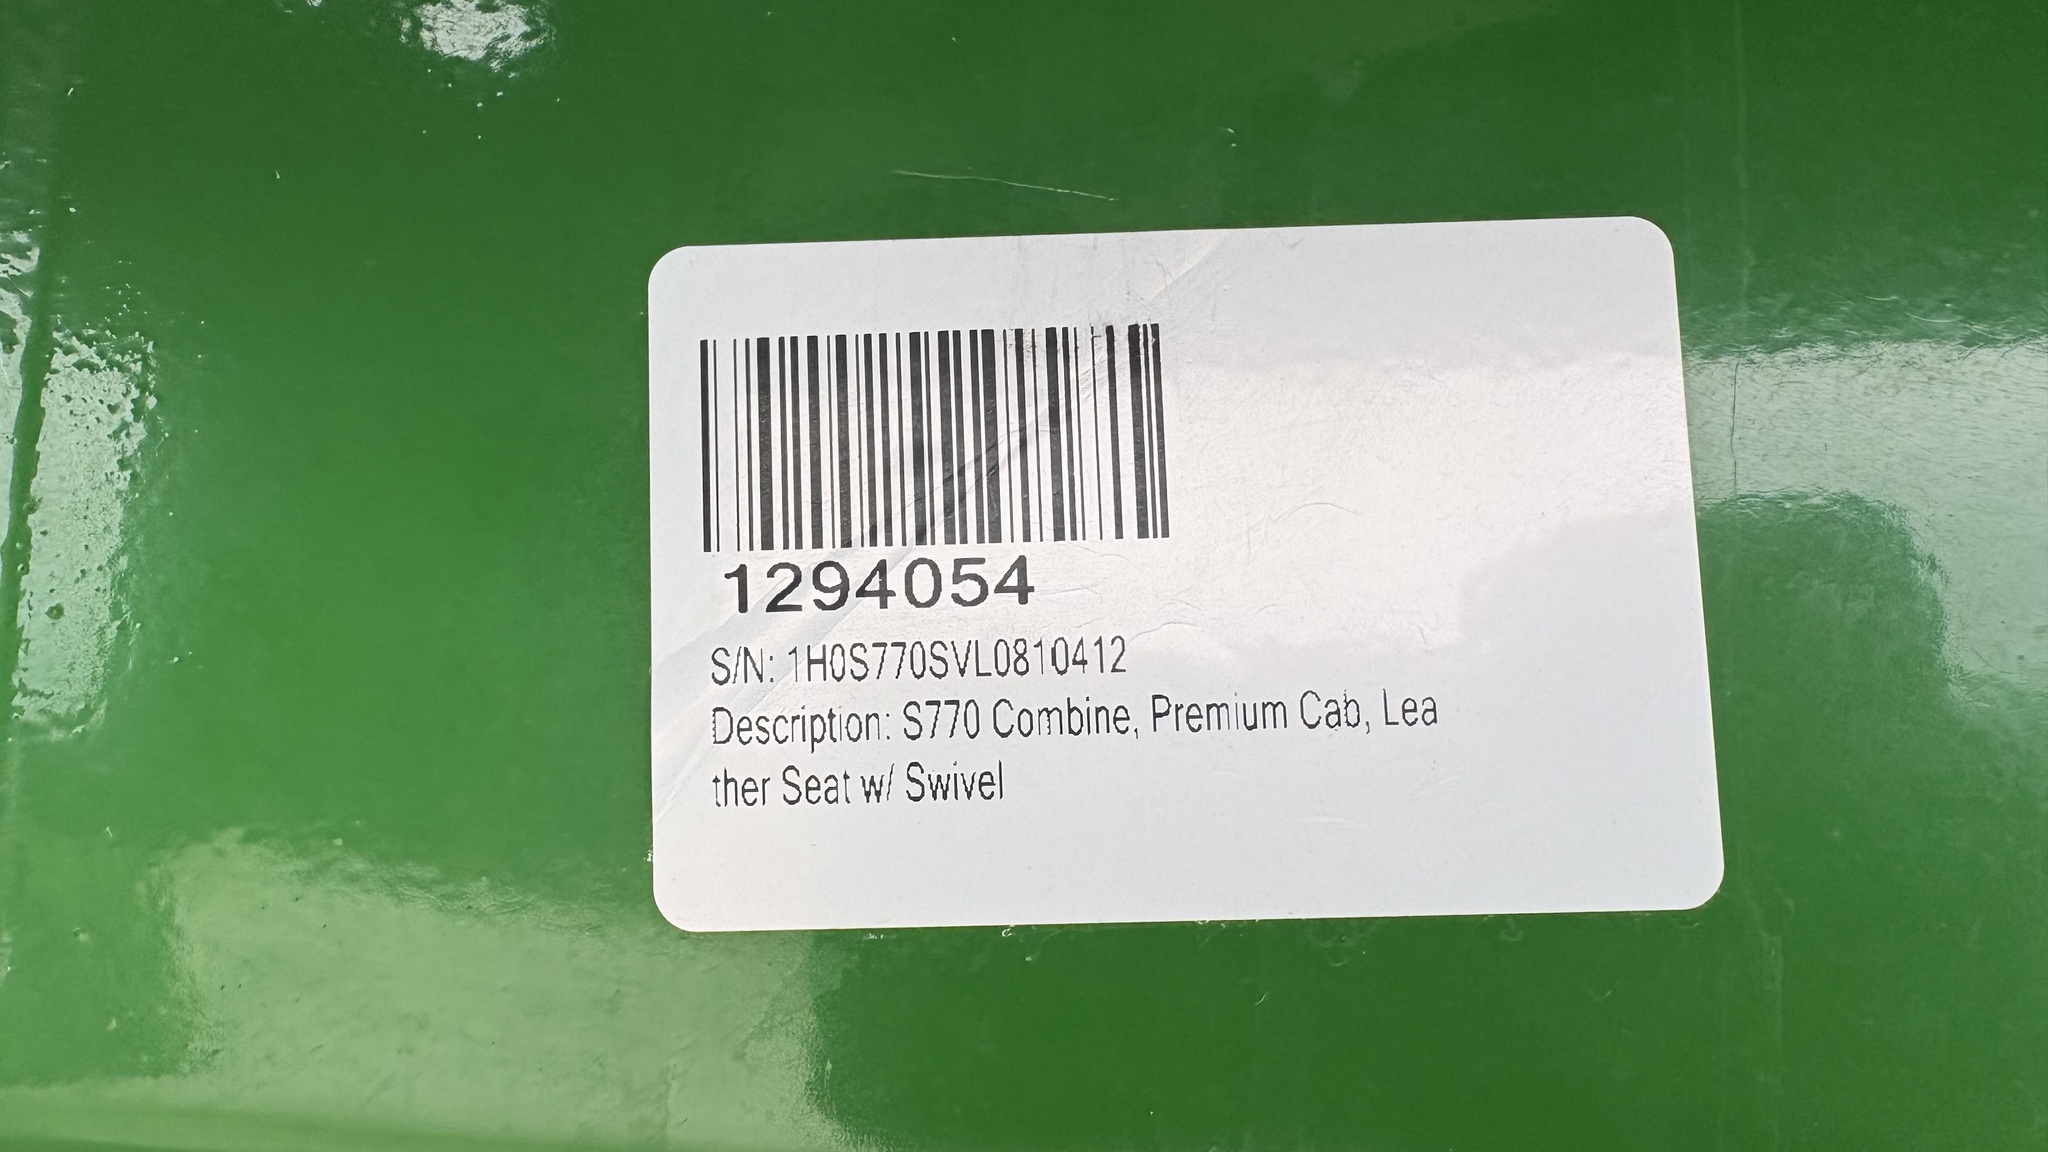 1294054
S/N: 1H0S770SVL0810412
Description: S770 Combine, Premium Cab, Lea
ther Seat w/ Swivel